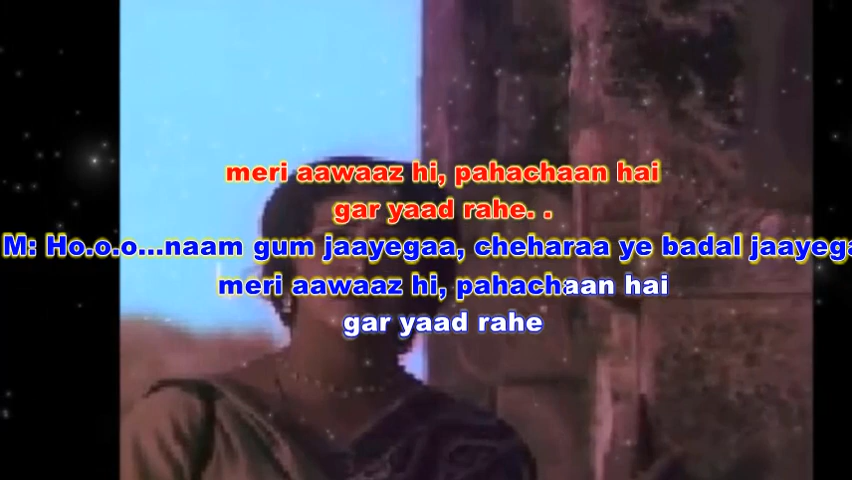 meri aawaaz hi, pahachaan hai
gar yaad rahe. .
M: Ho.o.o...naam gum jaayegaa, cheharaa ye badal jaayega
meri aawaaz hi, pahachaan hai
gar yaad rahe